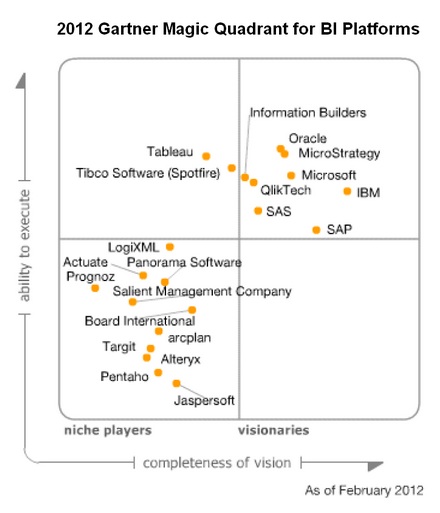 2012 Gartner Magic Quadrant for BI Platforms
Information Builders
Oracle
Tableau
MicroStrategy
Tibco Software (Spotfire)
Microsoft
QlikTech
IBM
SAS
SAP
LogiXML
Actuate
Panorama Software
Prognoz
Salient Management Company
Board International
arcplan
Targit
Alteryx
Pentaho
Jaspersoft
ability to execute
niche players
visionaries
completeness of vision
As of February 2012